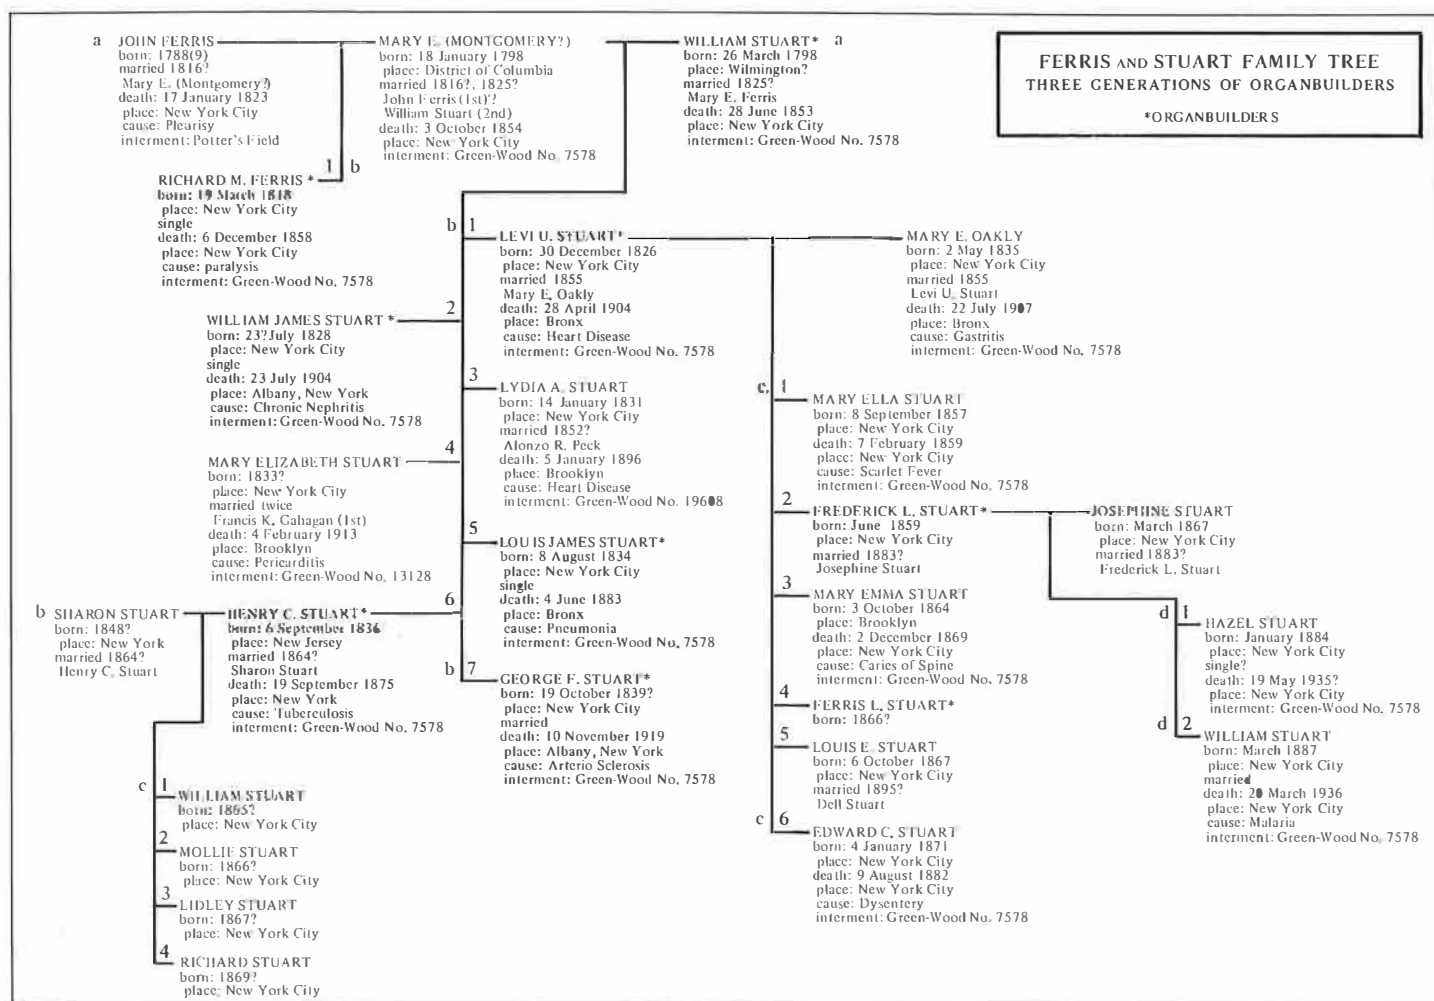 FERRIS AND STUART FAMILY TREE
THREE GENERATIONS OF ORGANBUILDERS
*ORGANBUILDERS
a JOHN FERRIS
born: 1788(9)
married 1816?
Mary E. (Montgomery?)
death: 17 January 1823
place: New York City
cause: Pleurisy
interment: Potter's Field
MARY E. (MONTGOMERY?)
born: 18 January 1798
place: District of Columbia
married 1816?, 1825?
John Ferris (1st)?
William Stuart (2nd)
death: 3 October 1854
place: New York City
interment: Green-Wood No. 7578
WILLIAM STUART* a
born: 26 March 1798
place: Wilmington?
married 1825?
Mary E. Ferris
death: 28 June 1853
place: New York City
interment: Green-Wood No. 7578
1 b
RICHARD M. FERRIS *
born: 19 March 1818
place: New York City
single
death: 6 December 1858
place: New York City
cause: paralysis
interment: Green-Wood No. 7578
b 1
LEVI U. STUART*
born: 30 December 1826
place: New York City
married 1855
Mary E. Oakly
death: 28 April 1904
place: Bronx
cause: Heart Disease
interment: Green-Wood No. 7578
MARY E. OAKLY
born: 2 May 1835
place: New York City
married 1855
Levi U. Stuart
death: 22 July 1907
place: Bronx
cause: Gastritis
interment: Green-Wood No. 7578
2
WILLIAM JAMES STUART *
born: 23? July 1828
place: New York City
single
death: 23 July 1904
place: Albany, New York
cause: Chronic Nephritis
interment: Green-Wood No. 7578
3
LYDIA A. STUART
born: 14 January 1831
place: New York City
married 1852?
Alonzo R. Peck
death: 5 January 1896
place: Brooklyn
cause: Heart Disease
interment: Green-Wood No. 19608
4
MARY ELIZABETH STUART
born: 1833?
place: New York City
married twice
Francis K. Gahagan (1st)
death: 4 February 1913
place: Brooklyn
cause: Pericarditis
interment: Green-Wood No. 13128
5
LOUIS JAMES STUART*
born: 8 August 1834
place: New York City
single
death: 4 June 1883
place: Bronx
cause: Pneumonia
interment: Green-Wood No. 7578
b SHARON STUART
born: 1848?
place: New York
married 1864?
Henry C. Stuart
6
HENRY C. STUART*
born: 6 September 1836
place: New Jersey
married 1864?
Sharon Stuart
death: 19 September 1875
place: New York
cause: Tuberculosis
interment: Green-Wood No. 7578
b 7
GEORGE F. STUART*
born: 19 October 1839?
place: New York City
married
death: 10 November 1919
place: Albany, New York
cause: Arterio Sclerosis
interment: Green-Wood No. 7578
c 1
WILLIAM STUART
born: 1865?
place: New York City
2
MOLLIE STUART
born: 1866?
place: New York City
3
LIDLEY STUART
born: 1867?
place: New York City
4
RICHARD STUART
born: 1869?
place: New York City
c. 1
MARY ELLA STUART
born: 8 September 1857
place: New York City
death: 7 February 1859
place: New York City
cause: Scarlet Fever
interment: Green-Wood No. 7578
2
FREDERICK L. STUART*
born: June 1859
place: New York City
married 1883?
Josephine Stuart
JOSEPHINE STUART
born: March 1867
place: New York City
married 1883?
Frederick L. Stuart
3
MARY EMMA STUART
born: 3 October 1864
place: Brooklyn
death: 2 December 1869
place: New York City
cause: Caries of Spine
interment: Green-Wood No. 7578
4
FERRIS L. STUART*
born: 1866?
5
LOUIS E. STUART
born: 6 October 1867
place: New York City
married 1895?
Dell Stuart
c 6
EDWARD C. STUART
born: 4 January 1871
place: New York City
death: 9 August 1882
place: New York City
cause: Dysentery
interment: Green-Wood No. 7578
d 1
HAZEL STUART
born: January 1884
place: New York City
single?
death: 19 May 1935?
place: New York City
interment: Green-Wood No. 7578
d 2
WILLIAM STUART
born: March 1887
place: New York City
married
death: 20 March 1936
place: New York City
cause: Malaria
interment: Green-Wood No. 7578